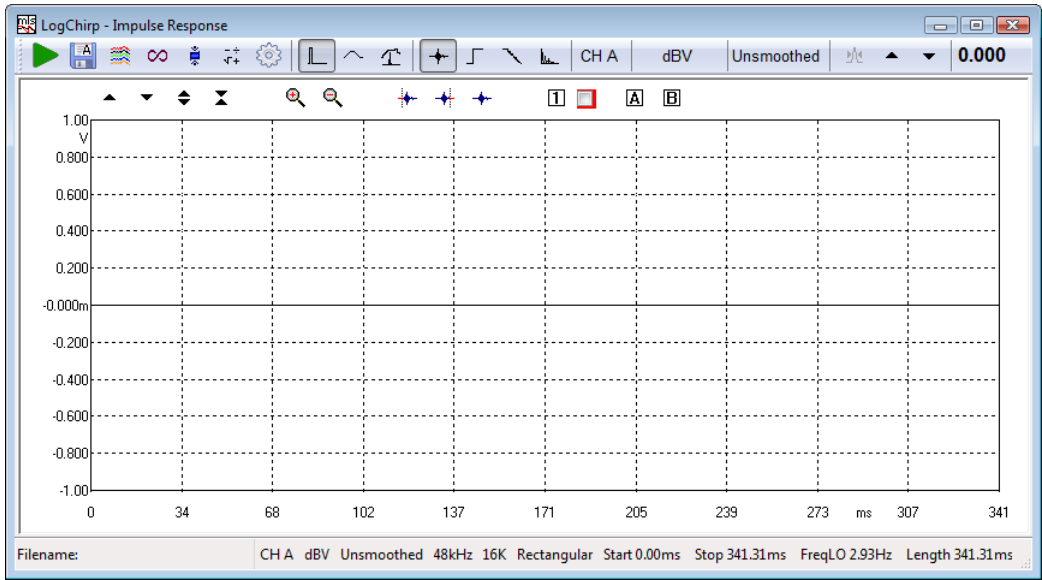 mls LogChirp - Impulse Response
A CH A dBV Unsmoothed 0.000
1 A B
1.00
V
0.800
0.600
0.400
0.200
-0.000m
-0.200
-0.400
-0.600
-0.800
-1.00
0 34 68 102 137 171 205 239 273 ms 307 341
Filename: CH A dBV Unsmoothed 48kHz 16K Rectangular Start 0.00ms Stop 341.31ms FreqLO 2.93Hz Length 341.31ms